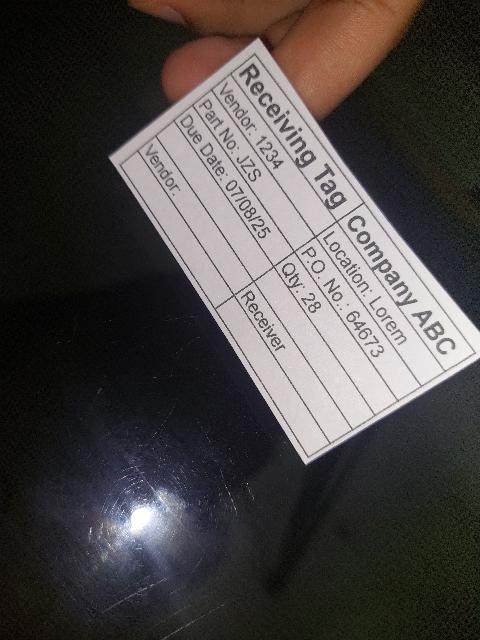 Receiving Tag Company ABC
Vendor: 1234 Location: Lorem
Part No: JZS P.O. No.: 64673
Due Date: 07/08/25 Qty: 28
Vendor: Receiver